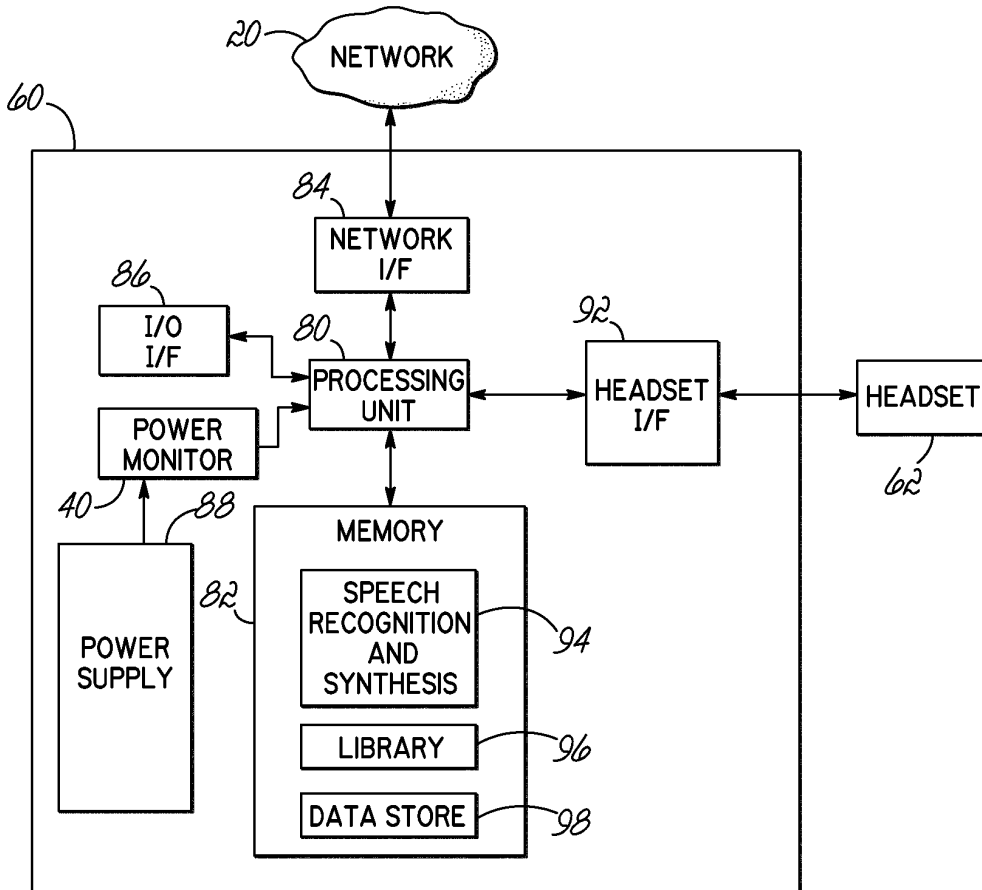 20
NETWORK
60
84
NETWORK
I/F
86
I/O
I/F
80
PROCESSING
UNIT
92
HEADSET
I/F
HEADSET
62
POWER
MONITOR
40
88
POWER
SUPPLY
82
MEMORY
SPEECH
RECOGNITION
AND
SYNTHESIS
94
LIBRARY
96
DATA STORE
98